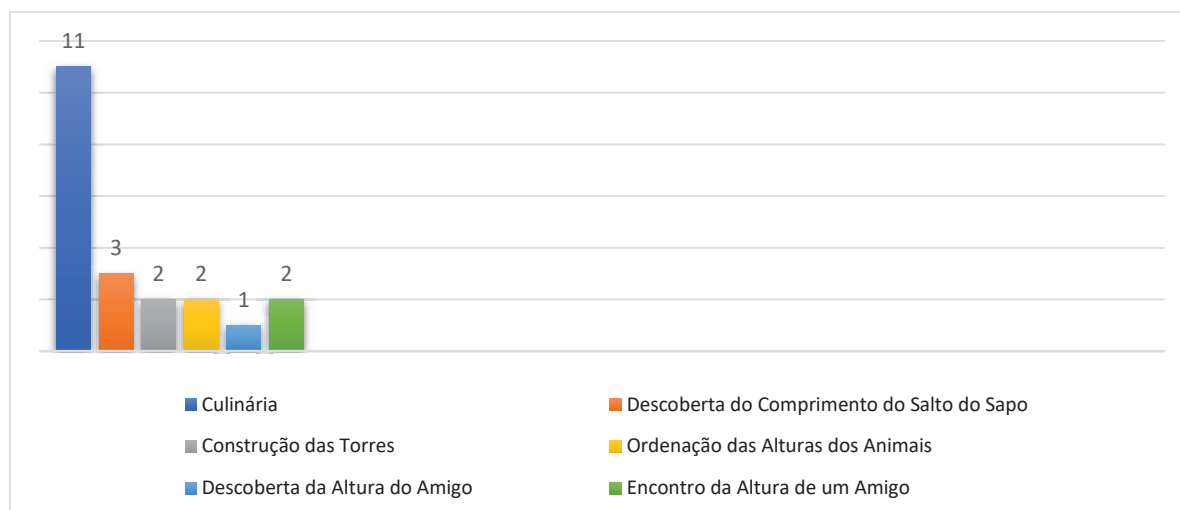 11
3
2
2
1
2
Culinária
Descoberta do Comprimento do Salto do Sapo
Construção das Torres
Ordenação das Alturas dos Animais
Descoberta da Altura do Amigo
Encontro da Altura de um Amigo